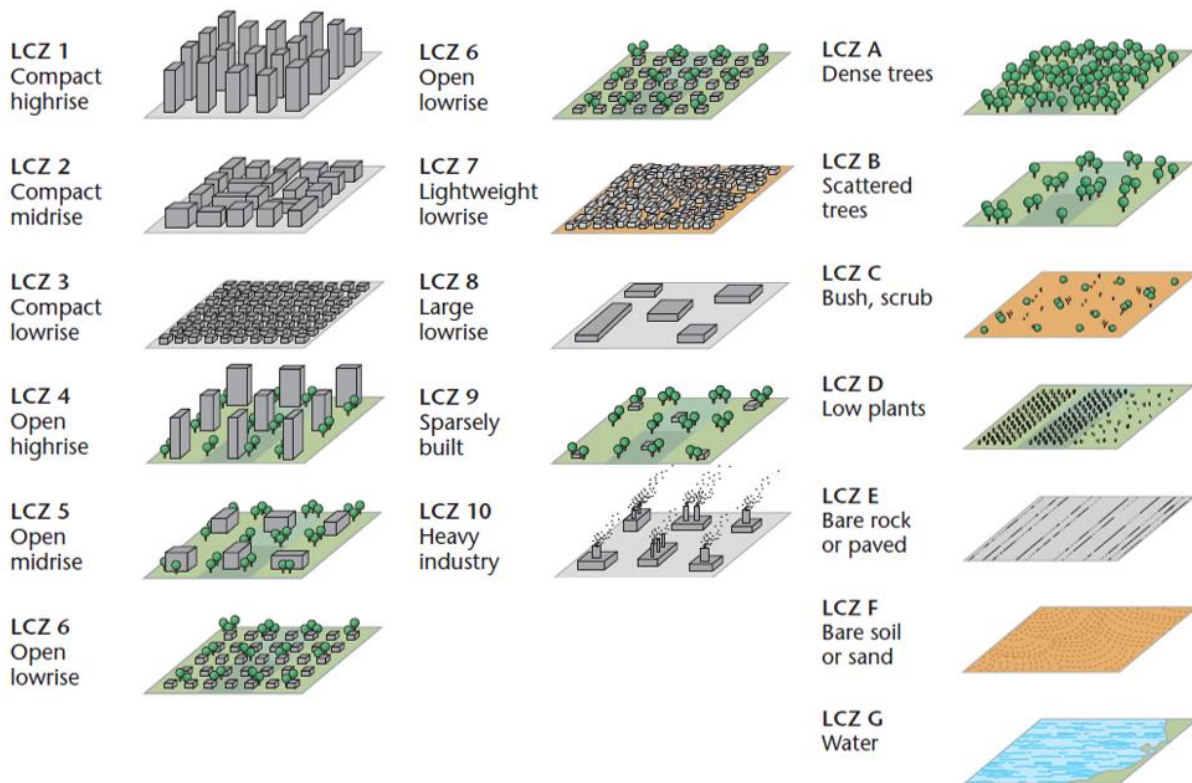 LCZ 1
Compact
highrise
LCZ 2
Compact
midrise
LCZ 3
Compact
lowrise
LCZ 4
Open
highrise
LCZ 5
Open
midrise
LCZ 6
Open
lowrise
LCZ 6
Open
lowrise
LCZ 7
Lightweight
lowrise
LCZ 8
Large
lowrise
LCZ 9
Sparsely
built
LCZ 10
Heavy
industry
LCZ A
Dense trees
LCZ B
Scattered
trees
LCZ C
Bush, scrub
LCZ D
Low plants
LCZ E
Bare rock
or paved
LCZ F
Bare soil
or sand
LCZ G
Water